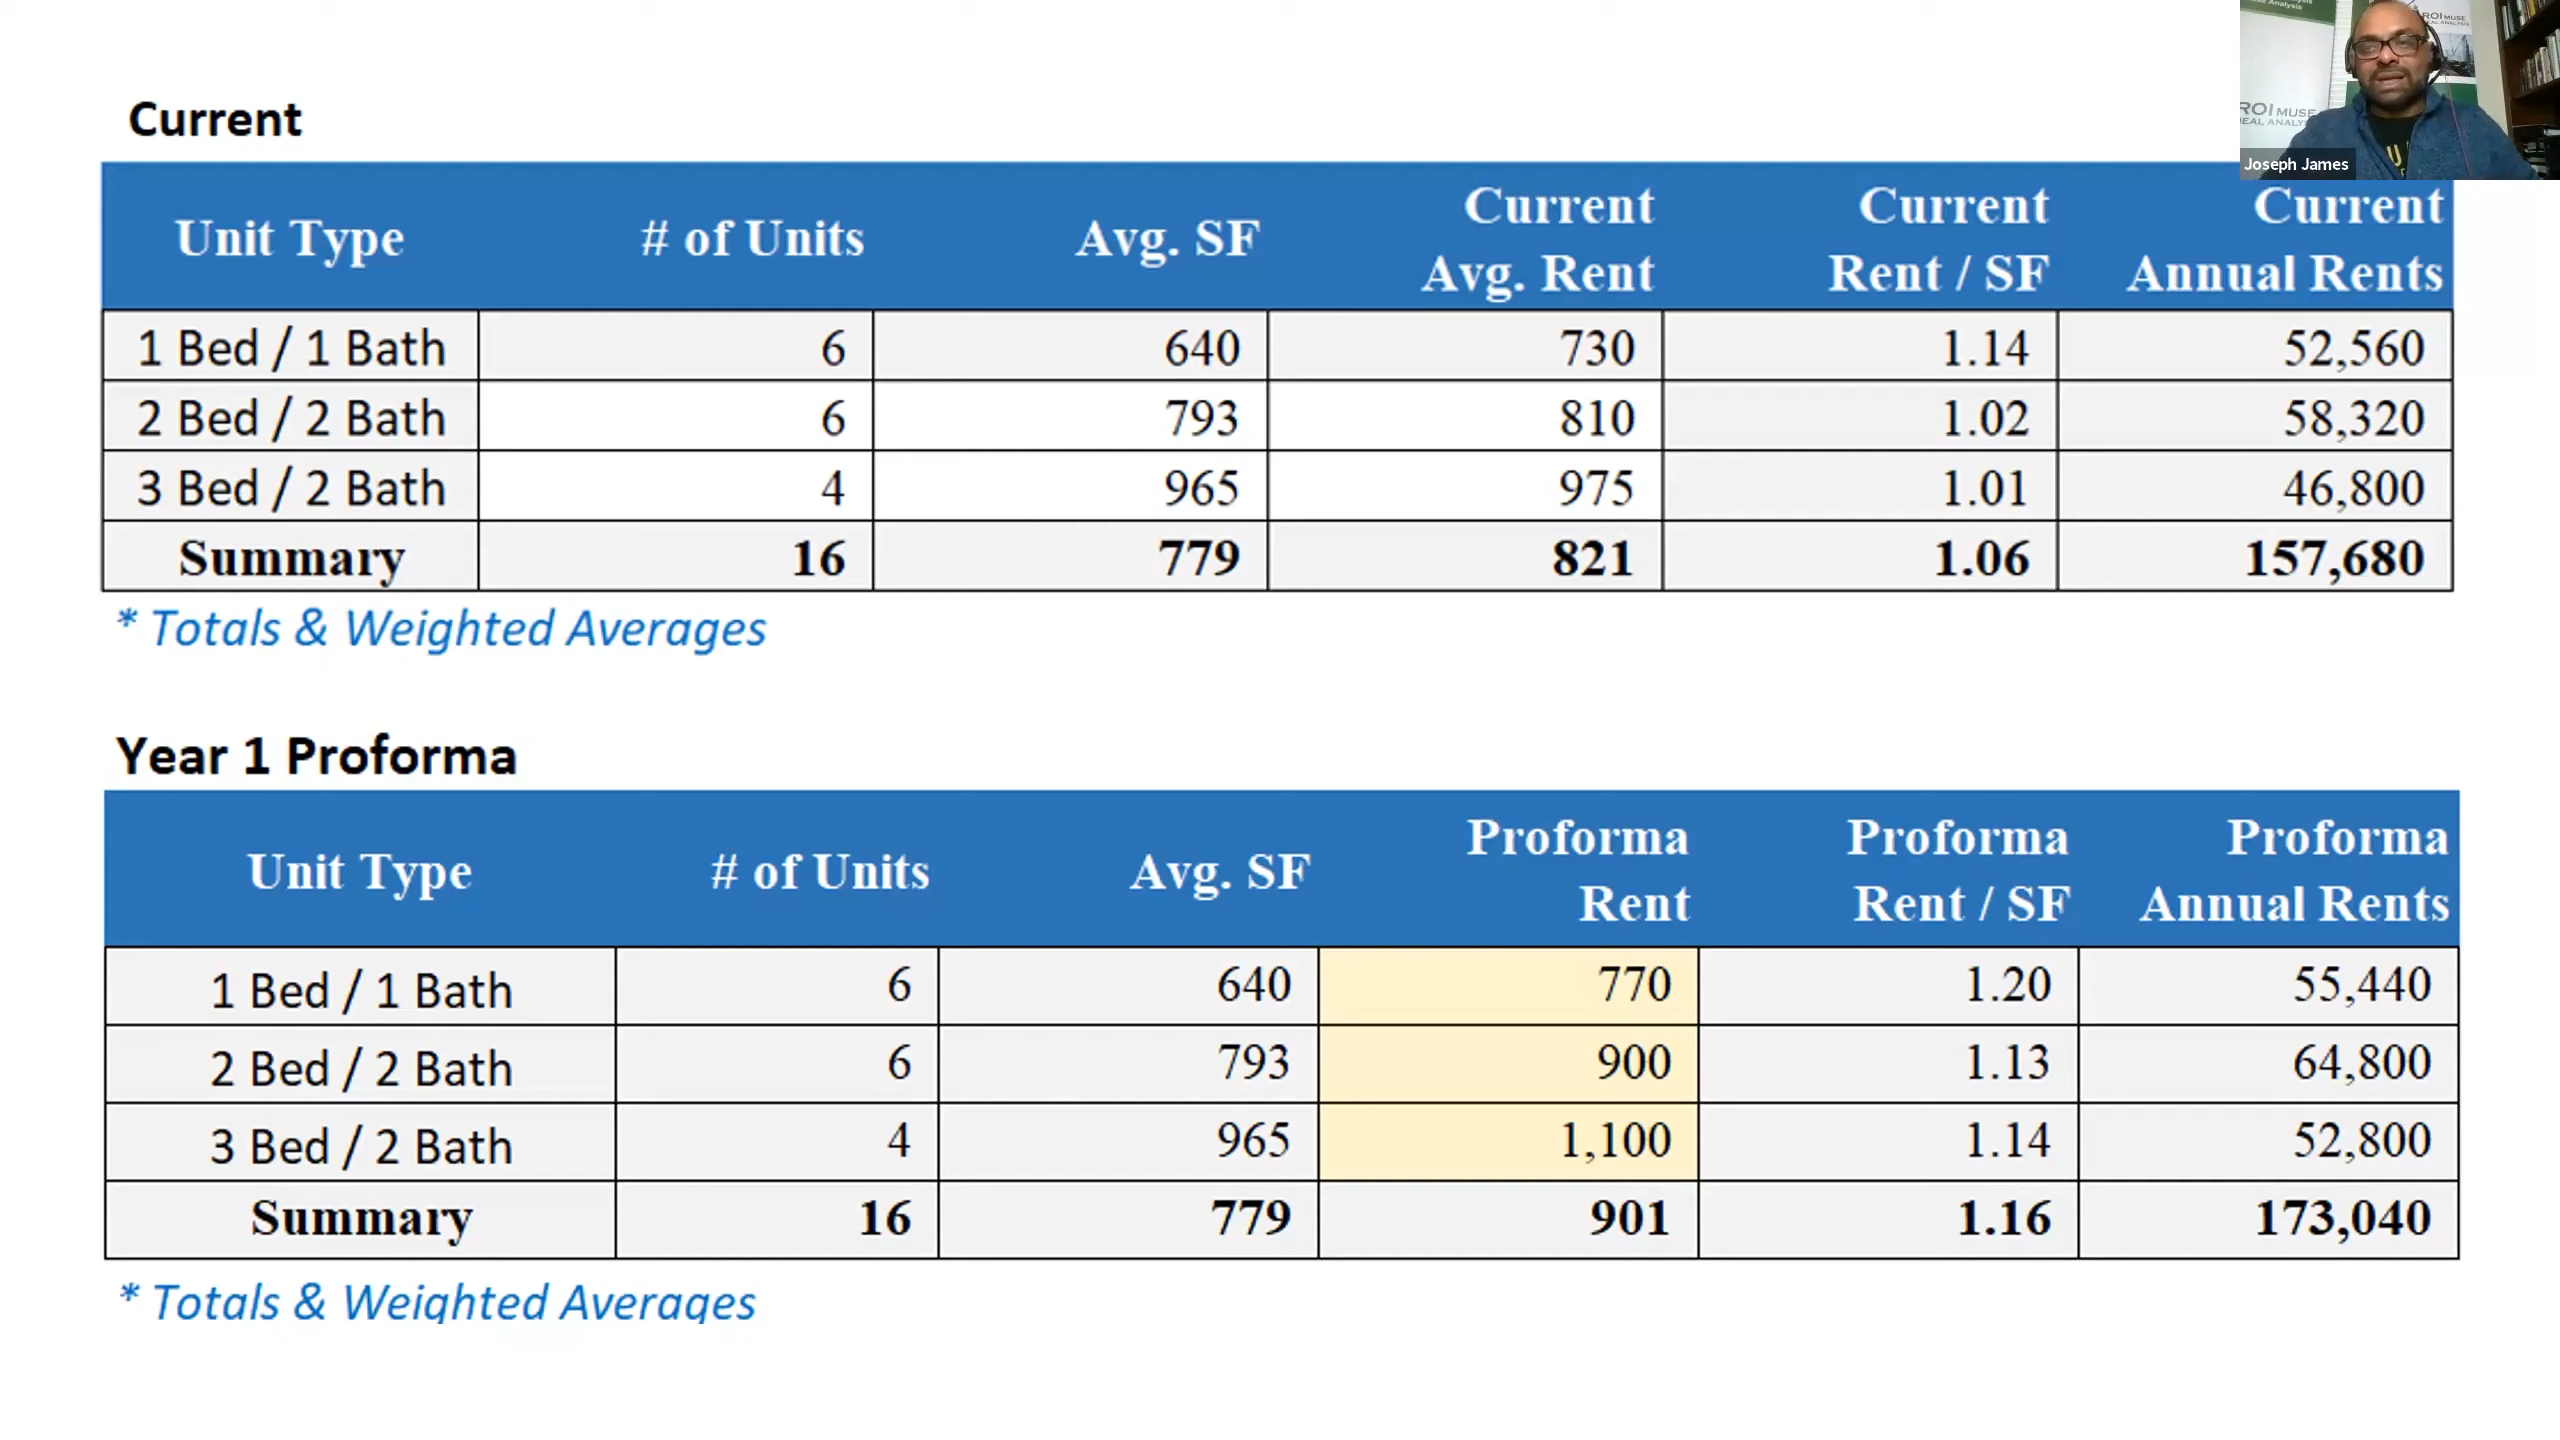 Analysis
ROI MUSE
ROI MUSE
Joseph James
Current
Unit Type # of Units Avg. SF Current Avg. Rent Current Rent / SF Current Annual Rents
1 Bed / 1 Bath 6 640 730 1.14 52,560
2 Bed / 2 Bath 6 793 810 1.02 58,320
3 Bed / 2 Bath 4 965 975 1.01 46,800
Summary 16 779 821 1.06 157,680
* Totals & Weighted Averages
Year 1 Proforma
Unit Type # of Units Avg. SF Proforma Rent Proforma Rent / SF Proforma Annual Rents
1 Bed / 1 Bath 6 640 770 1.20 55,440
2 Bed / 2 Bath 6 793 900 1.13 64,800
3 Bed / 2 Bath 4 965 1,100 1.14 52,800
Summary 16 779 901 1.16 173,040
* Totals & Weighted Averages